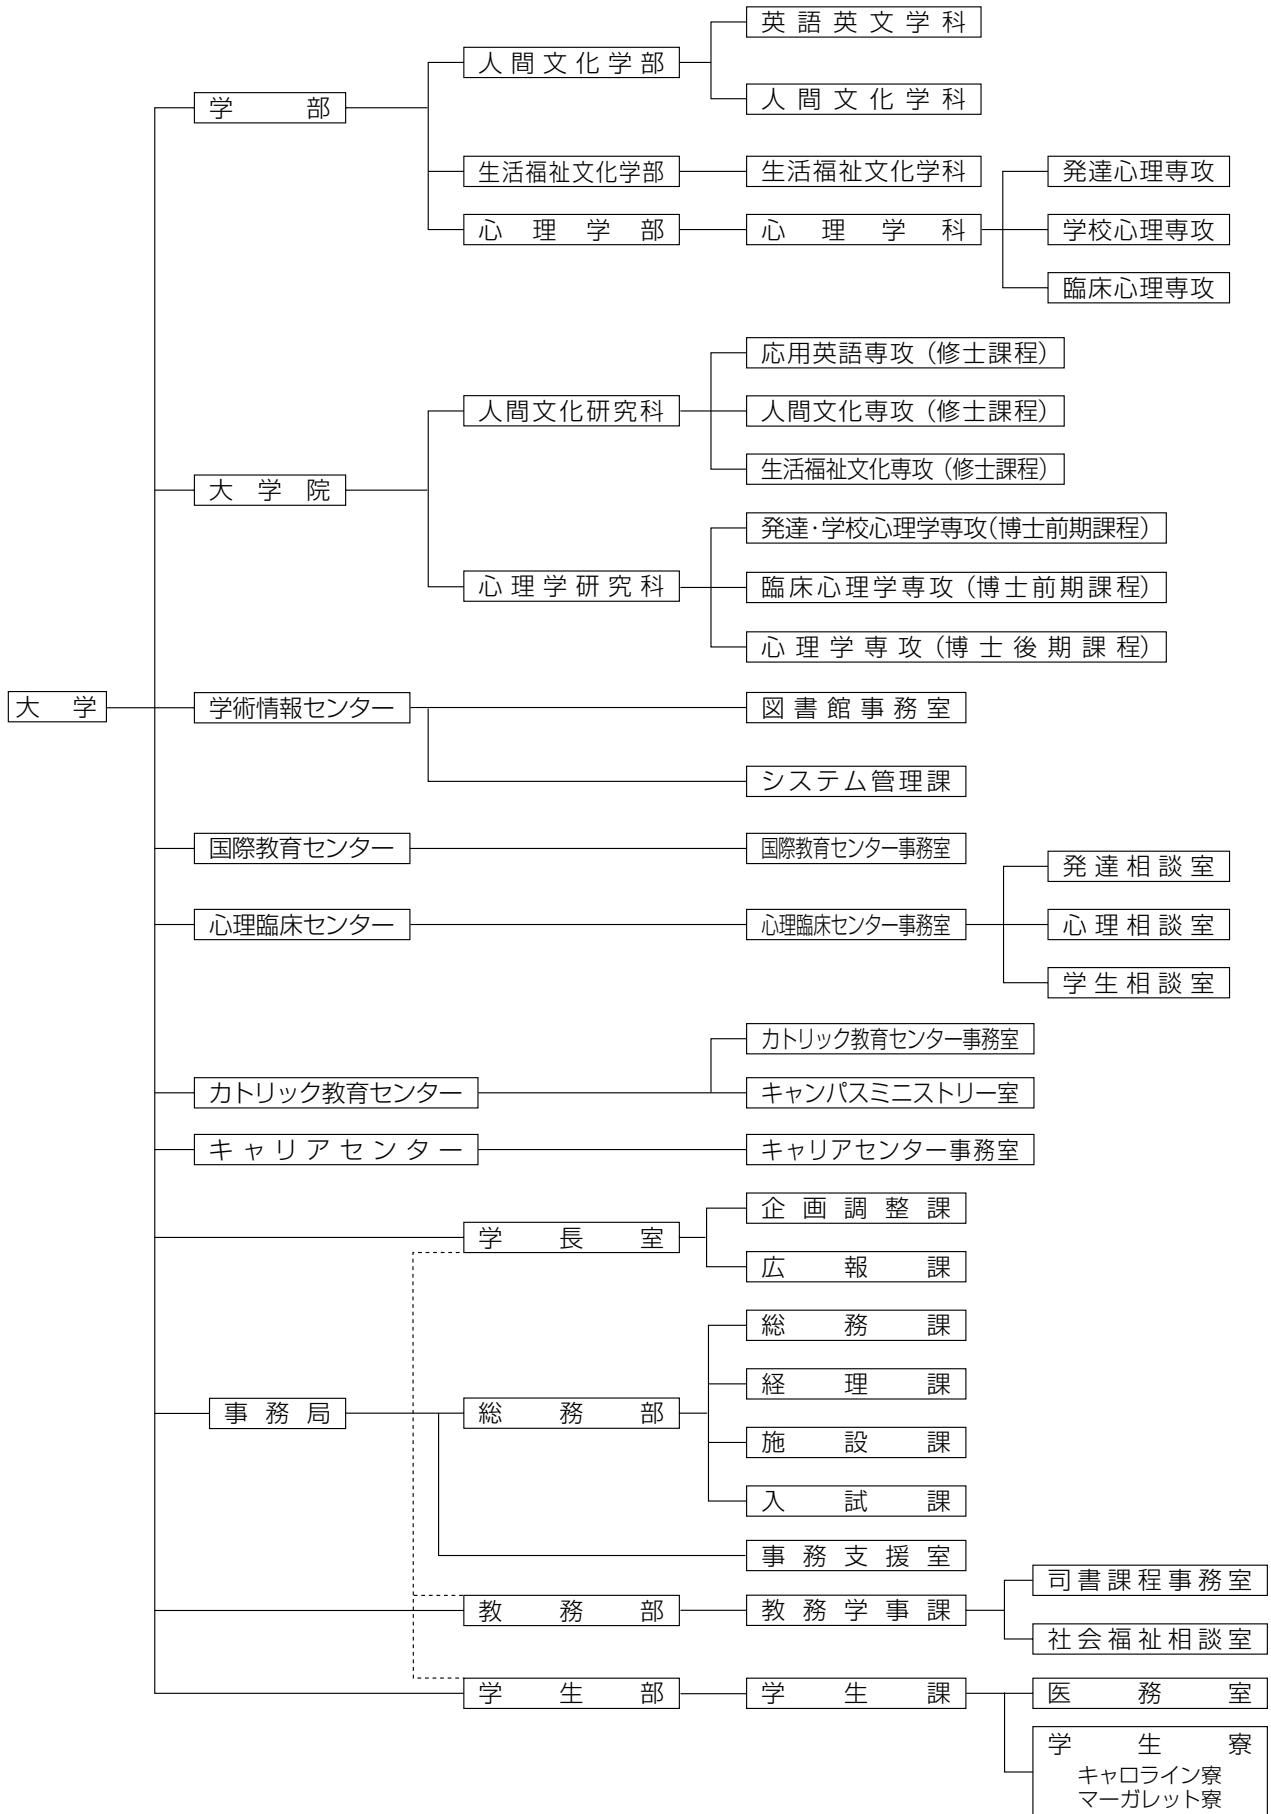 英語英文学科
人間文化学部
学部
人間文化学科
生活福祉文化学部
生活福祉文化学科
発達心理専攻
心理学部
心理学科
学校心理専攻
臨床心理専攻
応用英語専攻（修士課程）
人間文化研究科
人間文化専攻（修士課程）
生活福祉文化専攻（修士課程）
大学院
発達・学校心理学専攻（博士前期課程）
心理学研究科
臨床心理学専攻（博士前期課程）
心理学専攻（博士後期課程）
大学
学術情報センター
図書館事務室
システム管理課
国際教育センター
国際教育センター事務室
発達相談室
心理臨床センター
心理臨床センター事務室
心理相談室
学生相談室
カトリック教育センター事務室
カトリック教育センター
キャンパスミニストリー室
キャリアセンター
キャリアセンター事務室
企画調整課
学長室
広報課
総務課
経理課
事務局
総務部
施設課
入試課
事務支援室
司書課程事務室
教務部
教務学事課
社会福祉相談室
学生部
学生課
医務室
学生寮
キャロライン寮
マーガレット寮